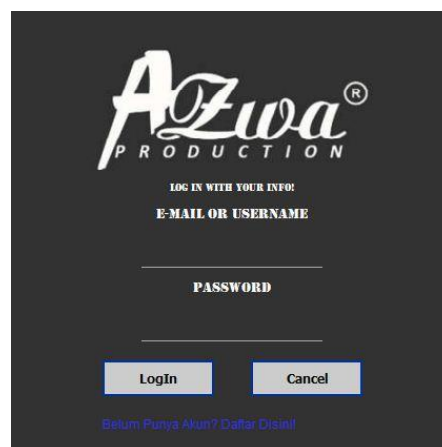 AZwa®
PRODUCTION
LOG IN WITH YOUR INFO!
E-MAIL OR USERNAME
PASSWORD
LogIn Cancel
Belum Punya Akun? Daftar Disini!